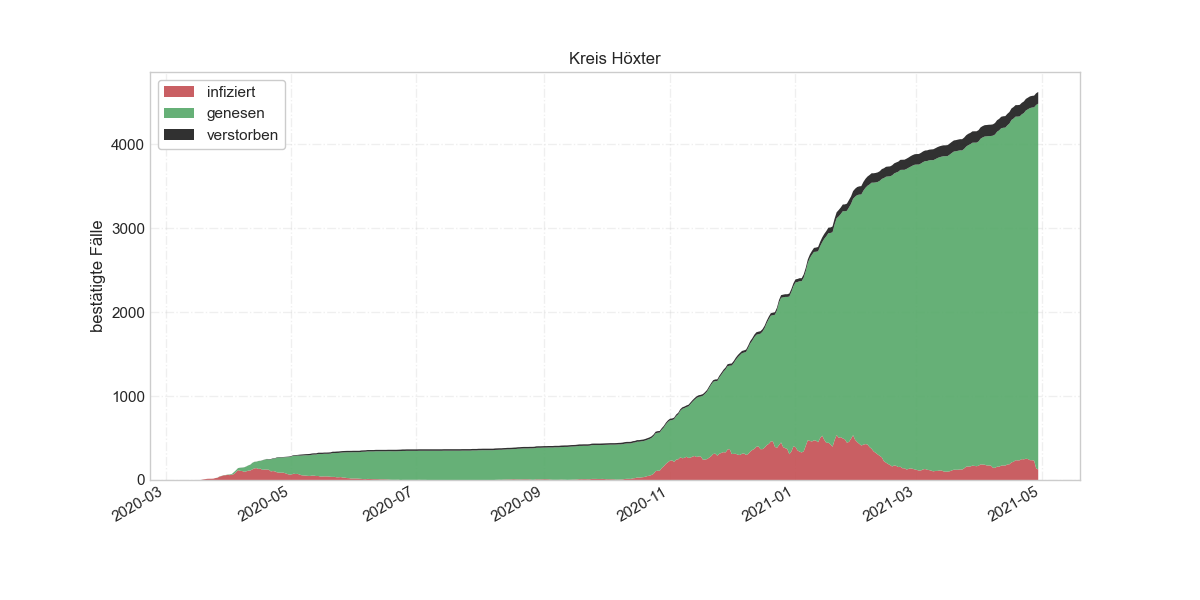 Kreis Höxter
infiziert
genesen
verstorben
bestätigte Fälle
4000
3000
2000
1000
0
2020-03
2020-05
2020-07
2020-09
2020-11
2021-01
2021-03
2021-05